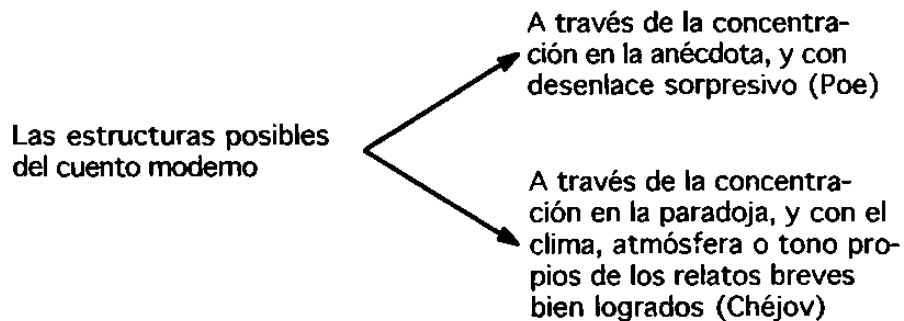 Las estructuras posibles
del cuento moderno
A través de la concentra-
ción en la anécdota, y con
desenlace sorpresivo (Poe)
A través de la concentra-
ción en la paradoja, y con el
clima, atmósfera o tono pro-
pios de los relatos breves
bien logrados (Chéjov)